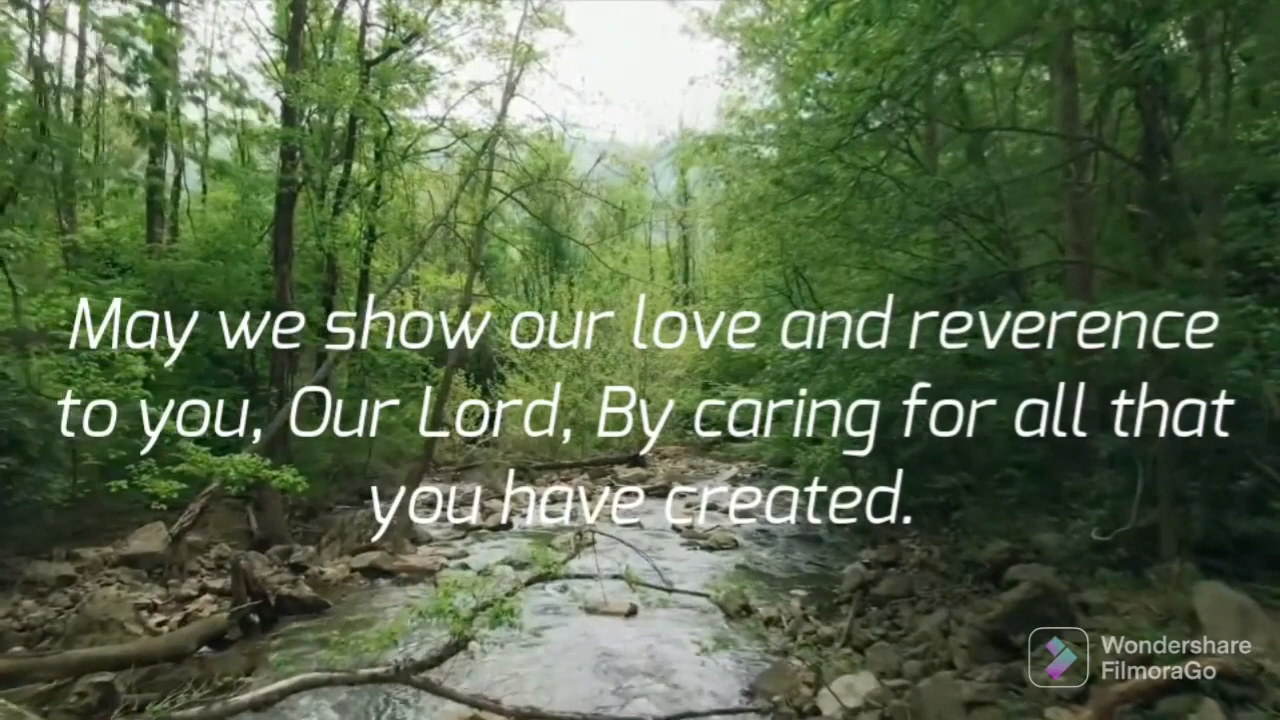 May we show our love and reverence
to you, Our Lord, By caring for all that
you have created.
Wondershare
FilmoraGo